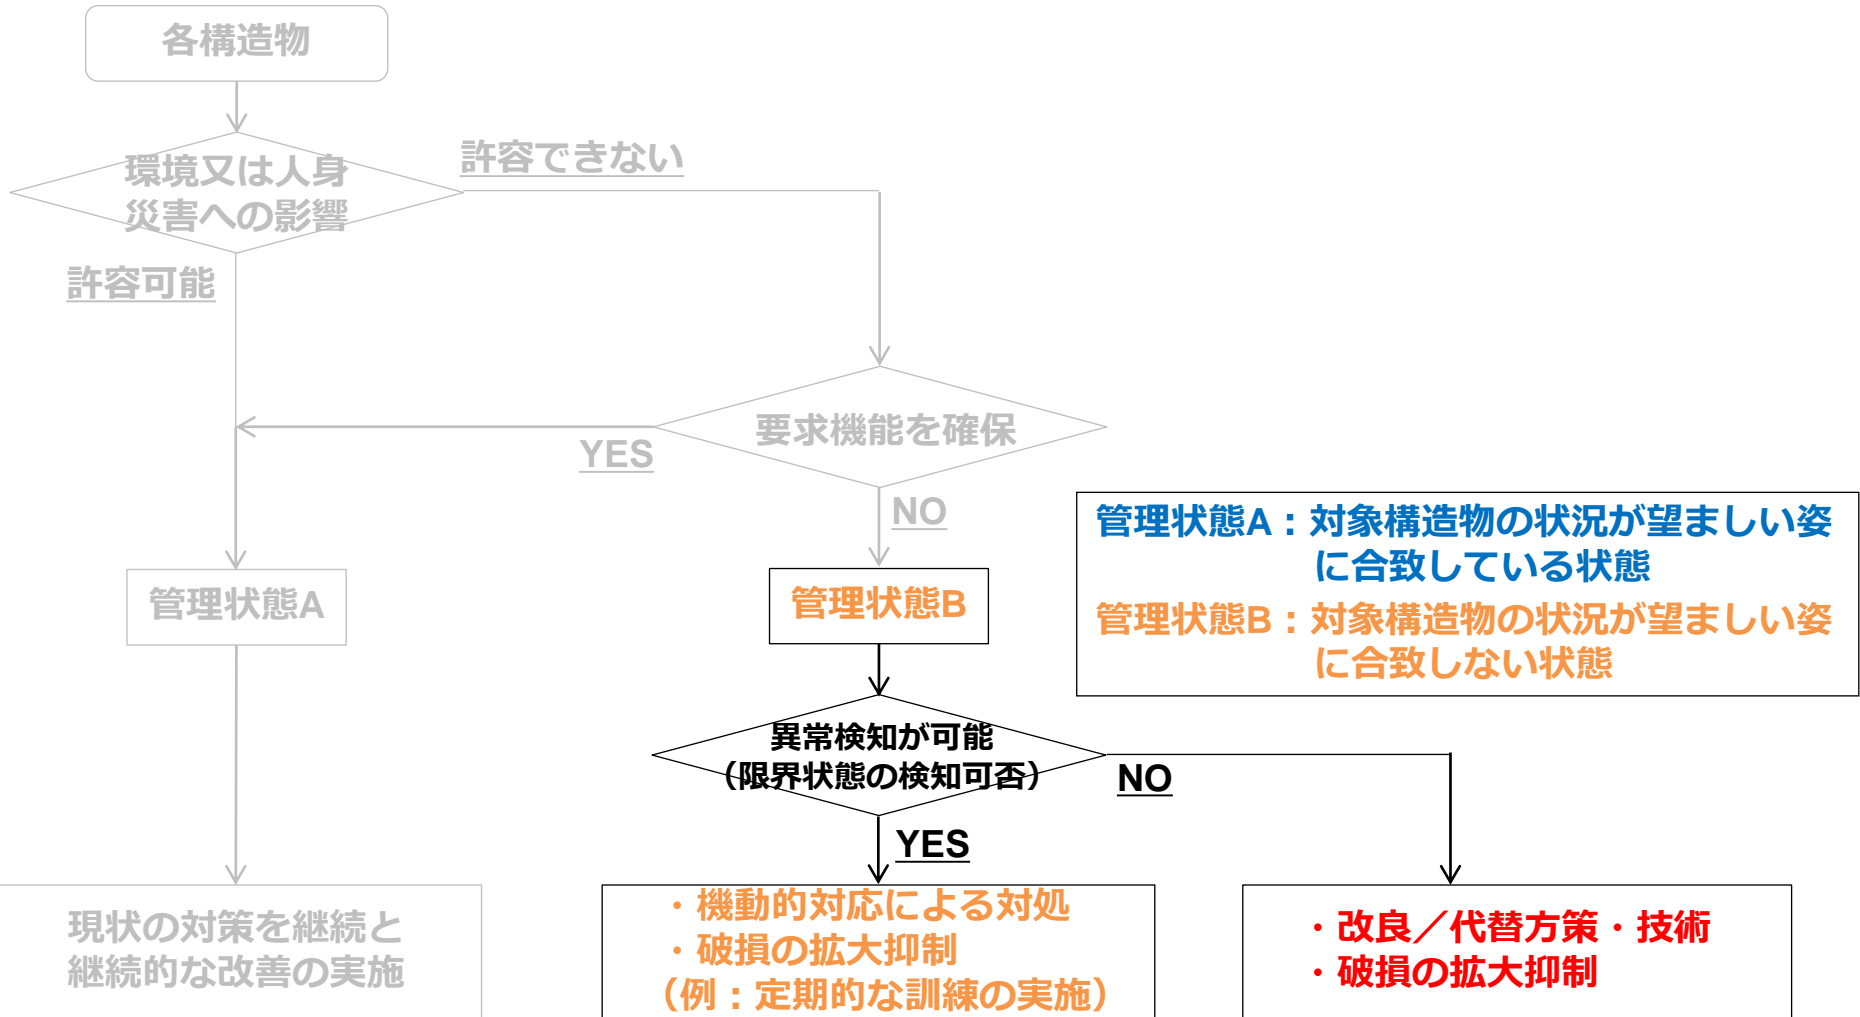 各構造物
環境又は人身
災害への影響
許容できない
許容可能
要求機能を確保
YES
NO
管理状態A:対象構造物の状況が望ましい姿
に合致している状態
管理状態B:対象構造物の状況が望ましい姿
に合致しない状態
管理状態A
管理状態B
異常検知が可能
(限界状態の検知可否)
NO
YES
現状の対策を継続と
継続的な改善の実施
・機動的対応による対処
・破損の拡大抑制
(例:定期的な訓練の実施)
・改良/代替方策・技術
・破損の拡大抑制